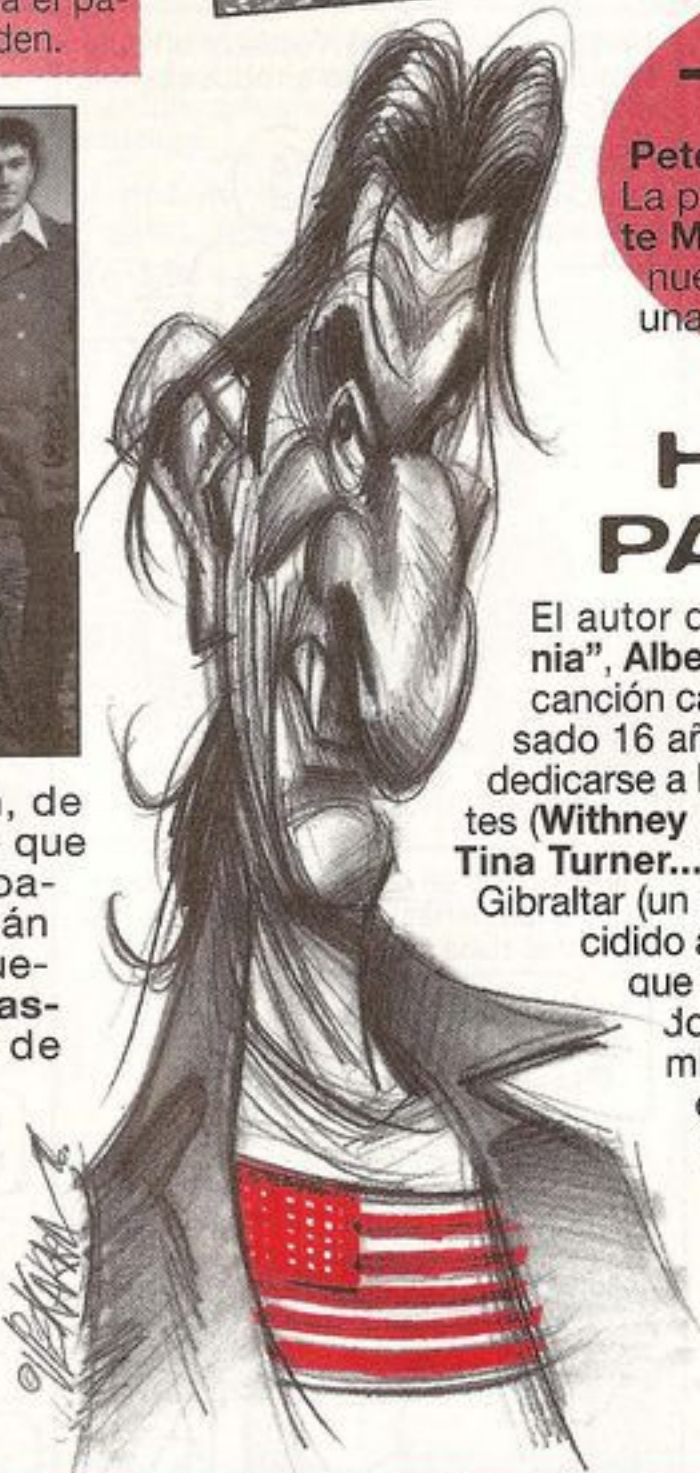 a el pa-
den.
Pete
La p
te M
nue
una
H
PA
El autor
nia", Albe
canción ca
sado 16 añ
dedicarse a l
tes (Withney
Tina Turner...
Gibraltar (un
cidido a
que
do
m
, de
que
pa-
án
ue-
as-
de